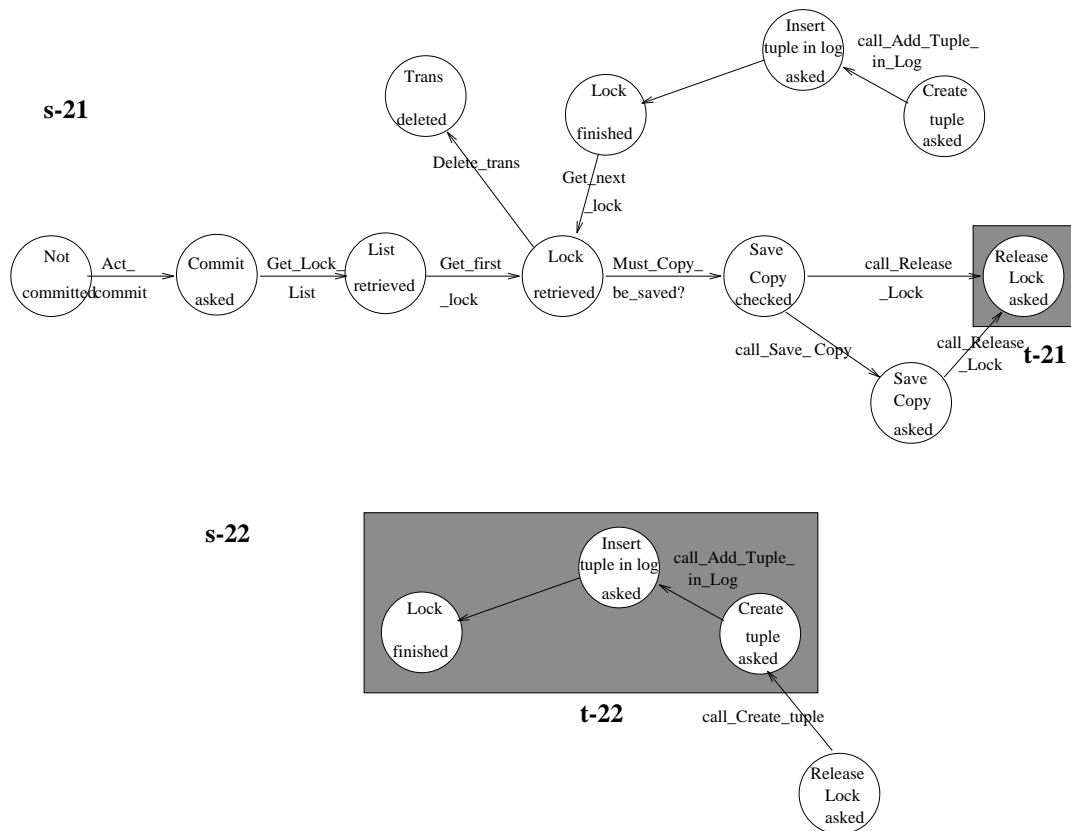 Insert
tuple in log
asked
call_Add_Tuple_
in_Log
Trans
deleted
Lock
finished
Create
tuple
asked
s-21
Delete_trans
Get_next
_lock
Not
committed
Act_
commit
Commit
asked
Get_Lock_
List
List
retrieved
Get_first
_lock
Lock
retrieved
Must_Copy_
be_saved?
Save
Copy
checked
call_Release
_Lock
Release
Lock
asked
t-21
call_Save_ Copy
call_Release
_Lock
Save
Copy
asked
s-22
Insert
tuple in log
asked
call_Add_Tuple_
in_Log
Lock
finished
Create
tuple
asked
t-22
call_Create_tuple
Release
Lock
asked